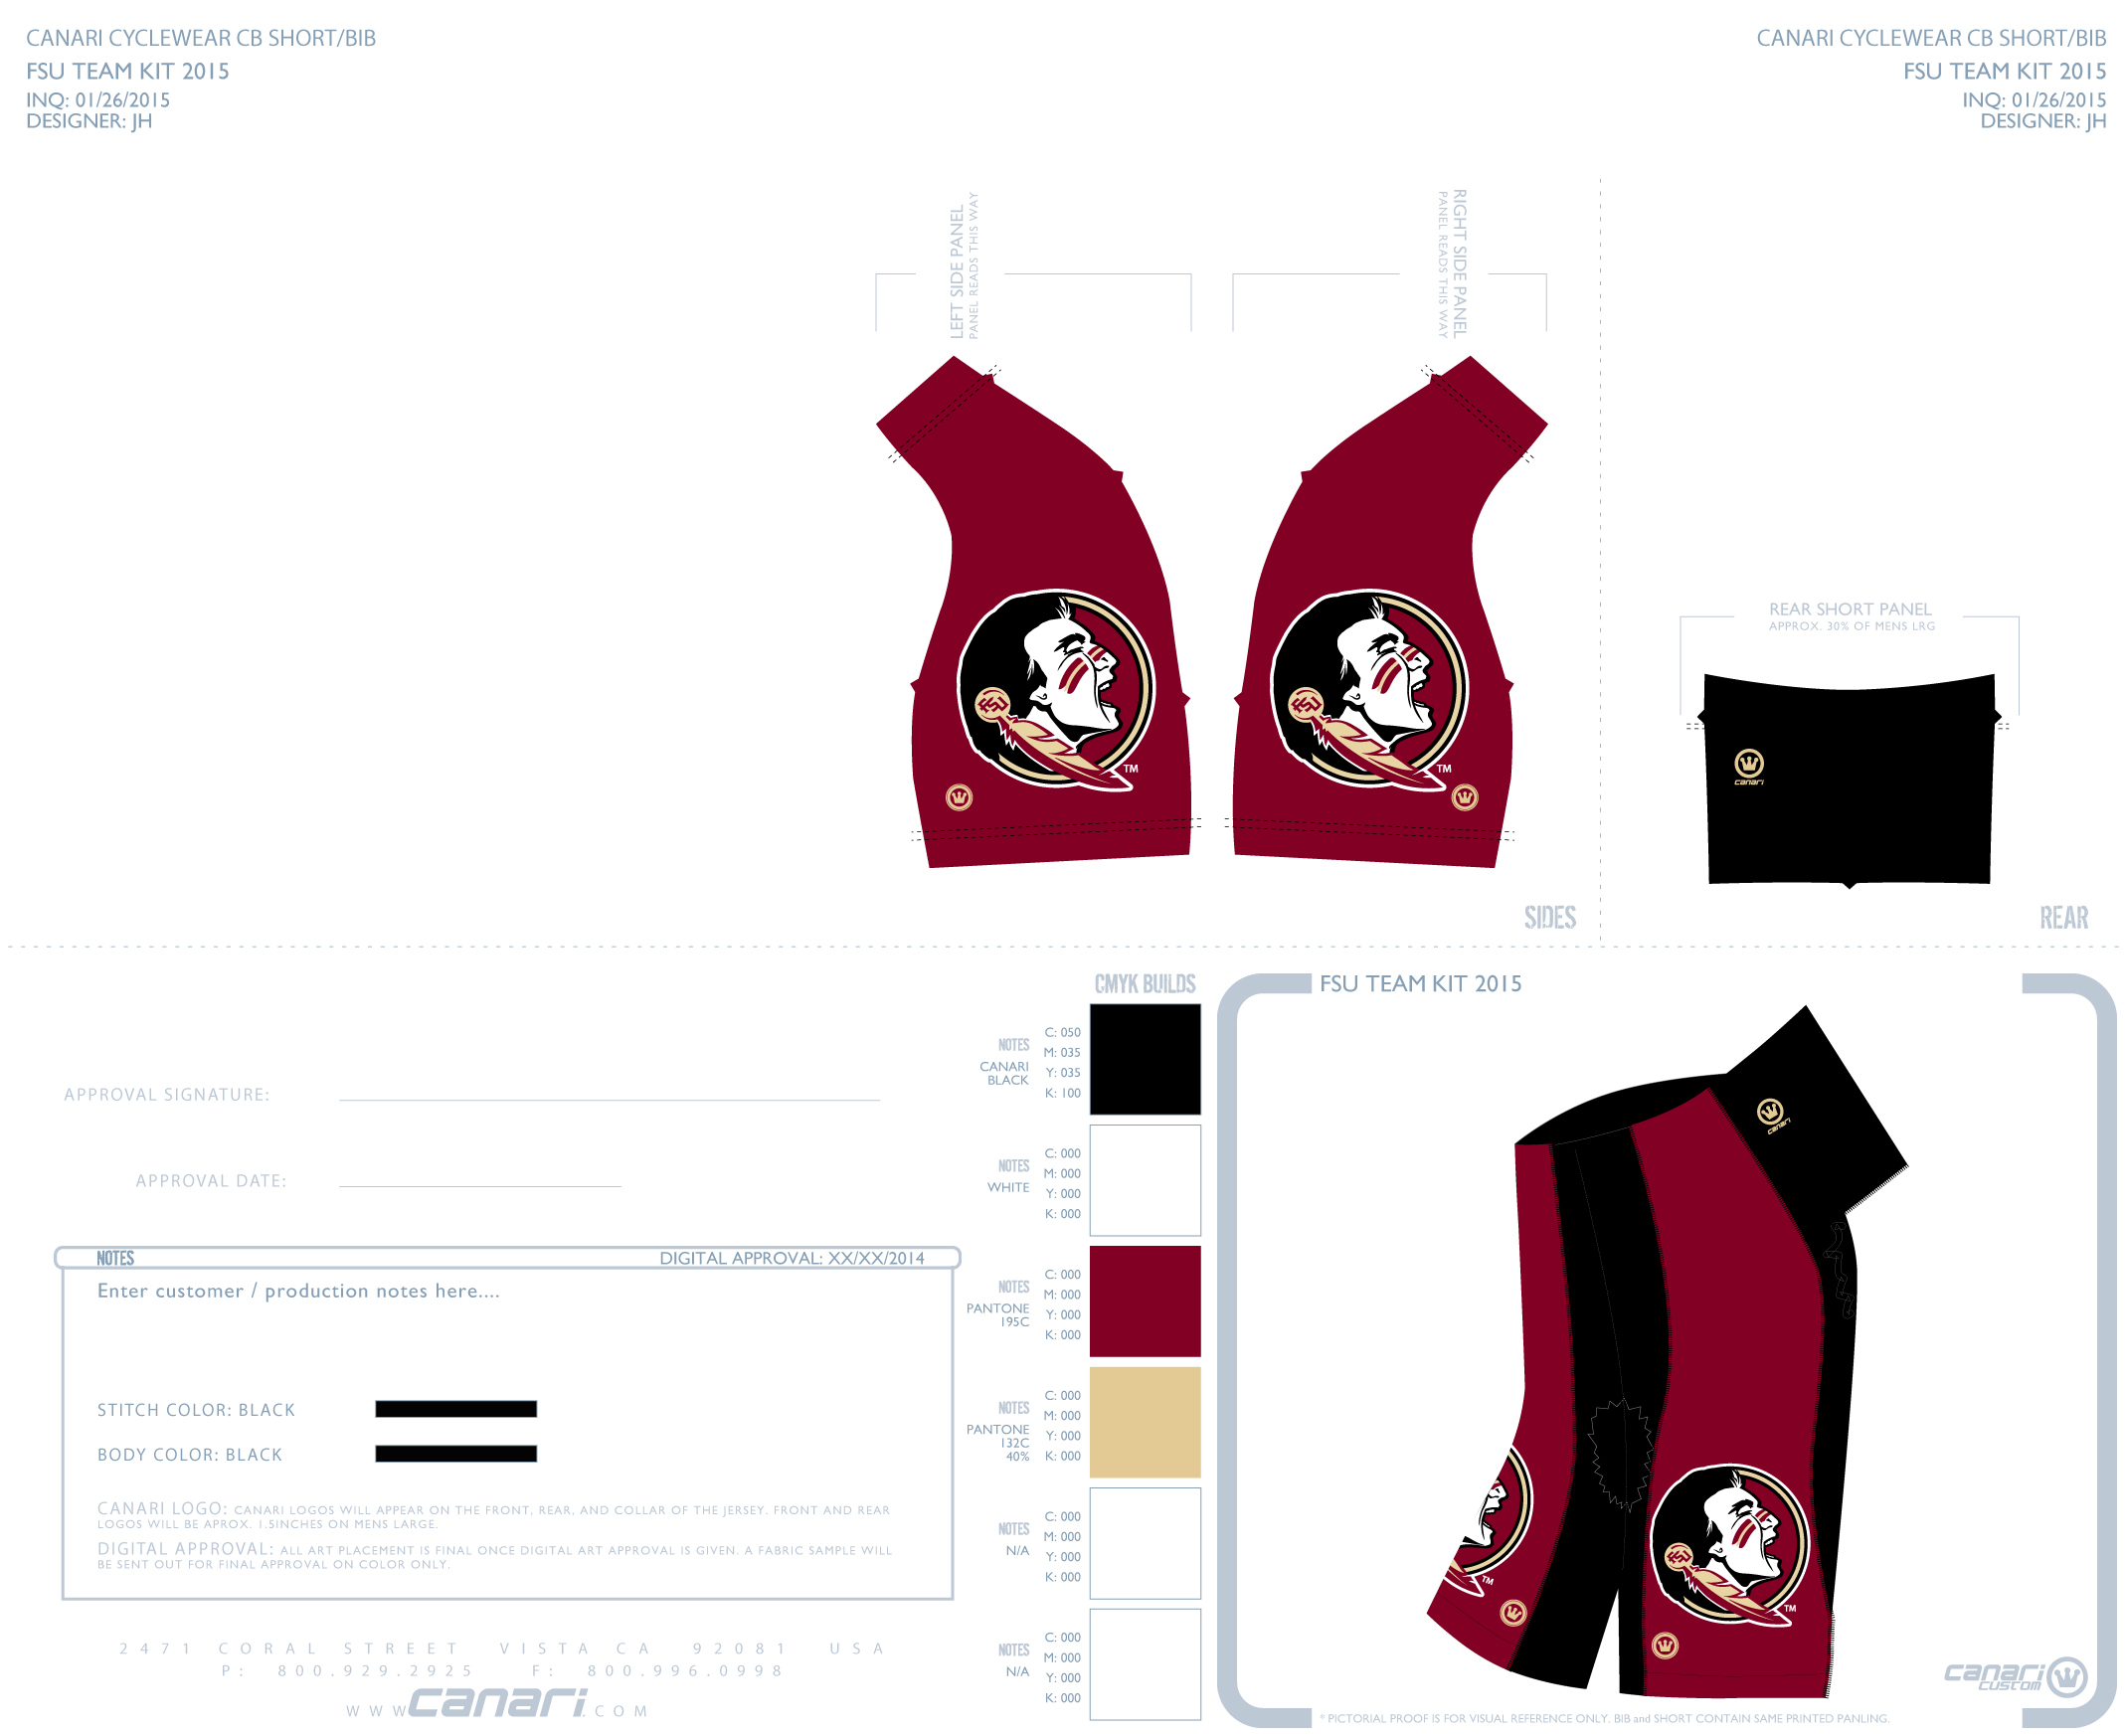 CANARI CYCLEWEAR CB SHORT/BIB
FSU TEAM KIT 2015
INQ: 01/26/2015
DESIGNER: JH
CANARI CYCLEWEAR CB SHORT/BIB
FSU TEAM KIT 2015
INQ: 01/26/2015
DESIGNER: JH
LEFT SIDE PANEL
PANEL READS THIS WAY
RIGHT SIDE PANEL
PANEL READS THIS WAY
FSU
TM
FSU
TM
SIDES
REAR SHORT PANEL
APPROX. 30% OF MENS LRG
canari
REAR
APPROVAL SIGNATURE:
APPROVAL DATE:
NOTES
DIGITAL APPROVAL: XX/XX/2014
Enter customer / production notes here....
STITCH COLOR: BLACK
BODY COLOR: BLACK
CANARI LOGO: CANARI LOGOS WILL APPEAR ON THE FRONT, REAR, AND COLLAR OF THE JERSEY. FRONT AND REAR
LOGOS WILL BE APROX. 1.5INCHES ON MENS LARGE.
DIGITAL APPROVAL: ALL ART PLACEMENT IS FINAL ONCE DIGITAL ART APPROVAL IS GIVEN. A FABRIC SAMPLE WILL
BE SENT OUT FOR FINAL APPROVAL ON COLOR ONLY.
2471 CORAL STREET VISTA CA 92081 USA
P: 800.929.2925 F: 800.996.0998
WWW.canari.COM
CMYK BUILDS
NOTES
CANARI
BLACK
C: 050
M: 035
Y: 035
K: 100
NOTES
WHITE
C: 000
M: 000
Y: 000
K: 000
NOTES
PANTONE
195C
C: 000
M: 000
Y: 000
K: 000
NOTES
PANTONE
132C
40%
C: 000
M: 000
Y: 000
K: 000
NOTES
N/A
C: 000
M: 000
Y: 000
K: 000
NOTES
N/A
C: 000
M: 000
Y: 000
K: 000
FSU TEAM KIT 2015
canari
TM
FSU
TM
canari
CUSTOM
* PICTORIAL PROOF IS FOR VISUAL REFERENCE ONLY. BIB and SHORT CONTAIN SAME PRINTED PANLING.